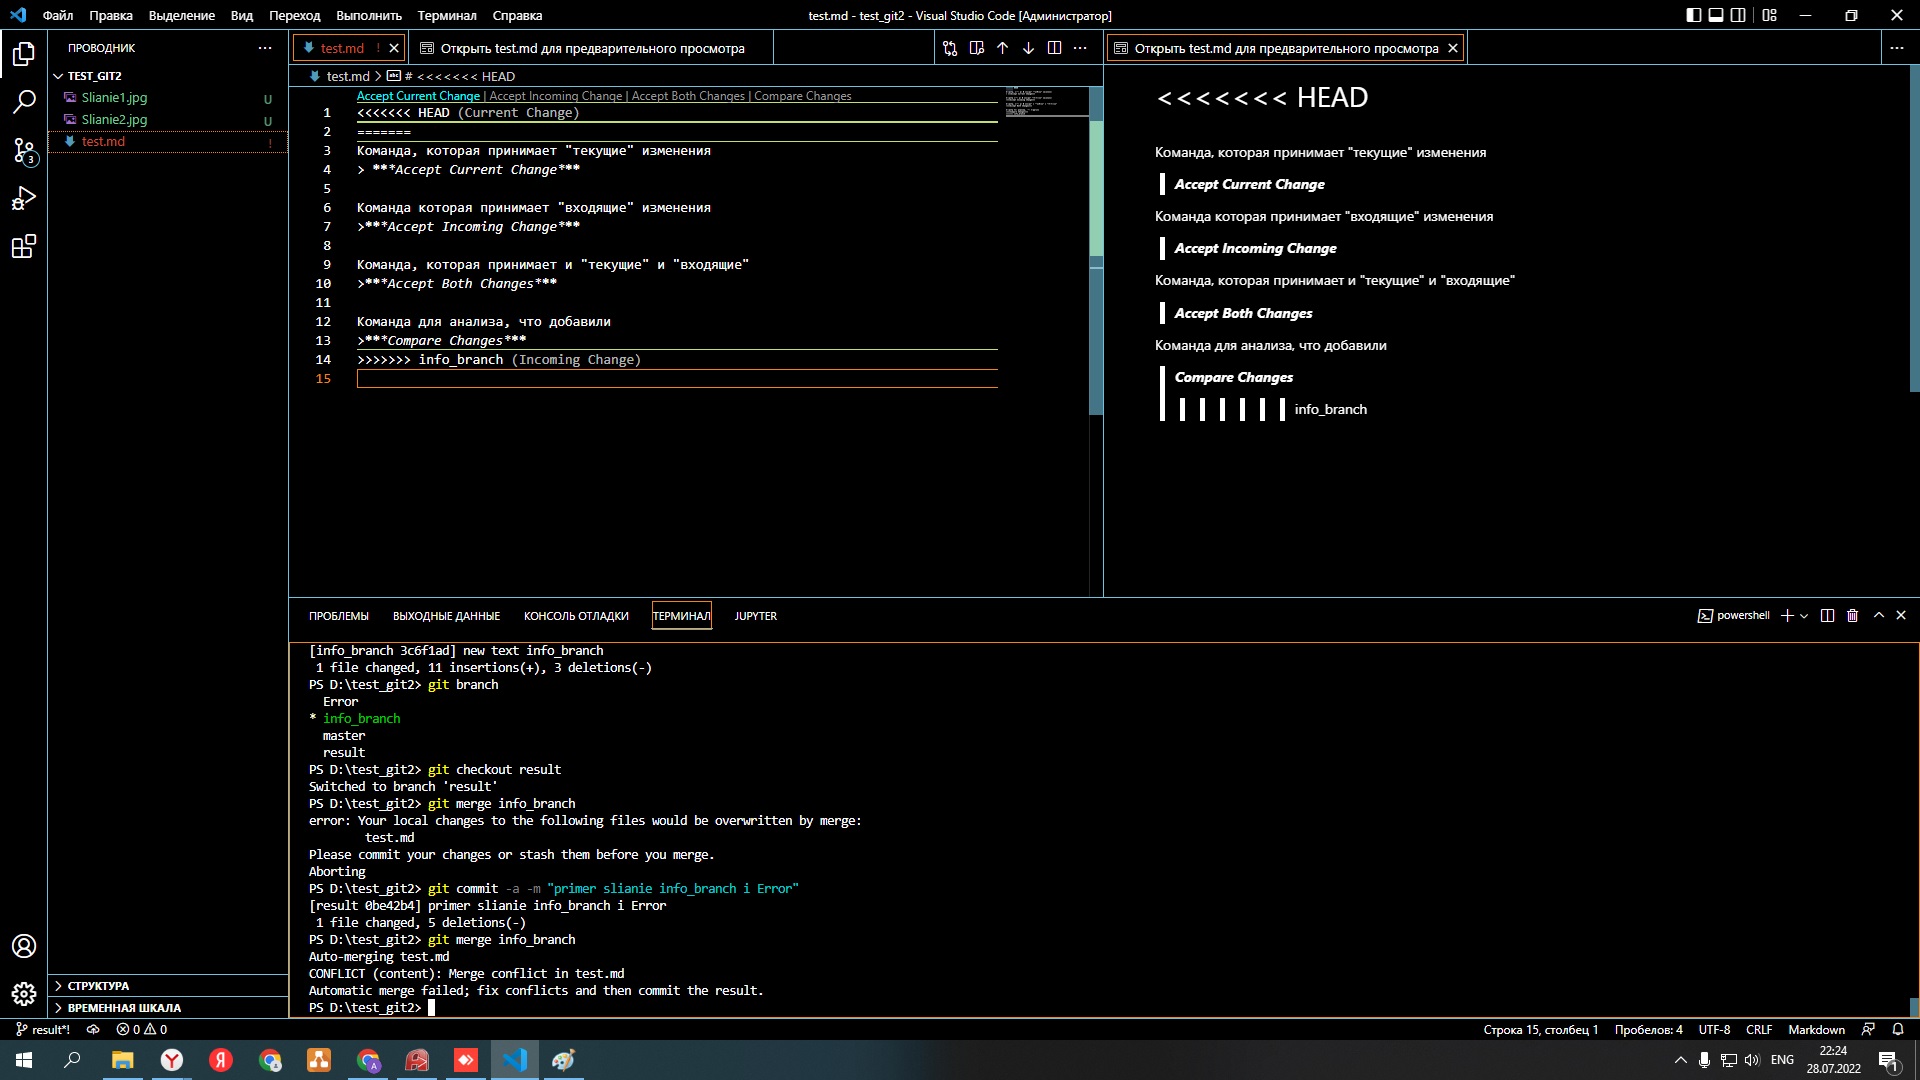 Файл Правка Выделение Вид Переход Выполнить Терминал Справка
test.md - test_git2 - Visual Studio Code [Администратор]
ПРОВОДНИК
TEST_GIT2
Slianie1.jpg U
Slianie2.jpg U
test.md !
3
СТРУКТУРА
ВРЕМЕННАЯ ШКАЛА
test.md !
Открыть test.md для предварительного просмотра
test.md > # <<<<<<< HEAD
Accept Current Change | Accept Incoming Change | Accept Both Changes | Compare Changes
1 <<<<<<< HEAD (Current Change)
2 =======
3 Команда, которая принимает "текущие" изменения
4 > ***Accept Current Change***
5
6 Команда которая принимает "входящие" изменения
7 >***Accept Incoming Change***
8
9 Команда, которая принимает и "текущие" и "входящие"
10 >***Accept Both Changes***
11
12 Команда для анализа, что добавили
13 >***Compare Changes***
14 >>>>>>> info_branch (Incoming Change)
15
Открыть test.md для предварительного просмотра
<<<<<<< HEAD
Команда, которая принимает "текущие" изменения
Accept Current Change
Команда которая принимает "входящие" изменения
Accept Incoming Change
Команда, которая принимает и "текущие" и "входящие"
Accept Both Changes
Команда для анализа, что добавили
Compare Changes
info_branch
ПРОБЛЕМЫ ВЫХОДНЫЕ ДАННЫЕ КОНСОЛЬ ОТЛАДКИ ТЕРМИНАЛ JUPYTER
powershell
[info_branch 3c6f1ad] new text info_branch
1 file changed, 11 insertions(+), 3 deletions(-)
PS D:\test_git2> git branch
Error
* info_branch
master
result
PS D:\test_git2> git checkout result
Switched to branch 'result'
PS D:\test_git2> git merge info_branch
error: Your local changes to the following files would be overwritten by merge:
test.md
Please commit your changes or stash them before you merge.
Aborting
PS D:\test_git2> git commit -a -m "primer slianie info_branch i Error"
[result 0be42b4] primer slianie info_branch i Error
1 file changed, 5 deletions(-)
PS D:\test_git2> git merge info_branch
Auto-merging test.md
CONFLICT (content): Merge conflict in test.md
Automatic merge failed; fix conflicts and then commit the result.
PS D:\test_git2>
result*! 0 0
Строка 15, столбец 1 Пробелов: 4 UTF-8 CRLF Markdown
ENG
22:24
28.07.2022
1